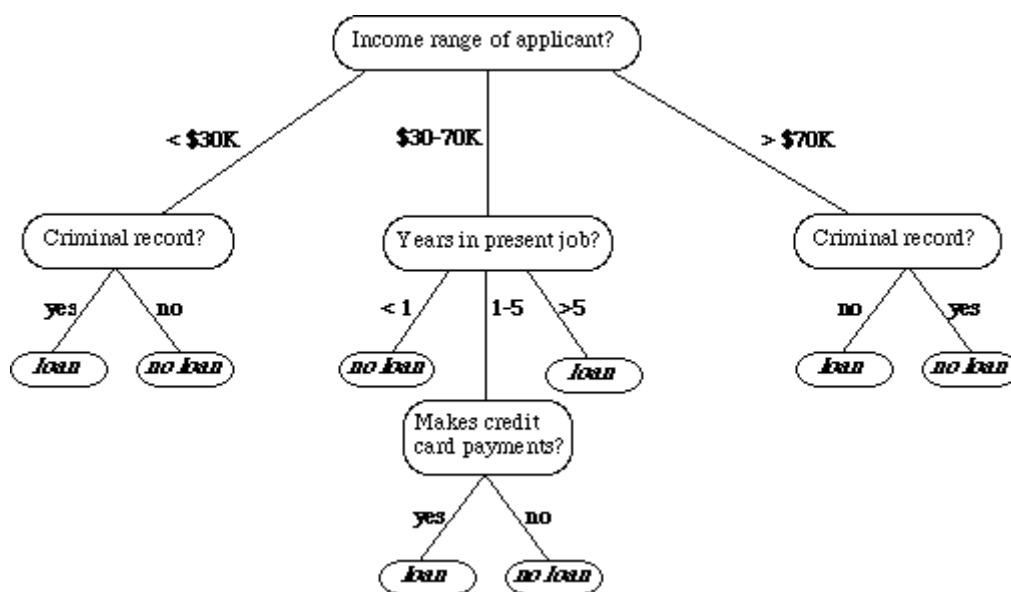 Income range of applicant?
< $30K
$30-70K
> $70K
Criminal record?
Years in present job?
Criminal record?
yes
no
< 1
1-5
>5
no
yes
loan
no loan
no loan
loan
loan
no loan
Makes credit
card payments?
yes
no
loan
no loan